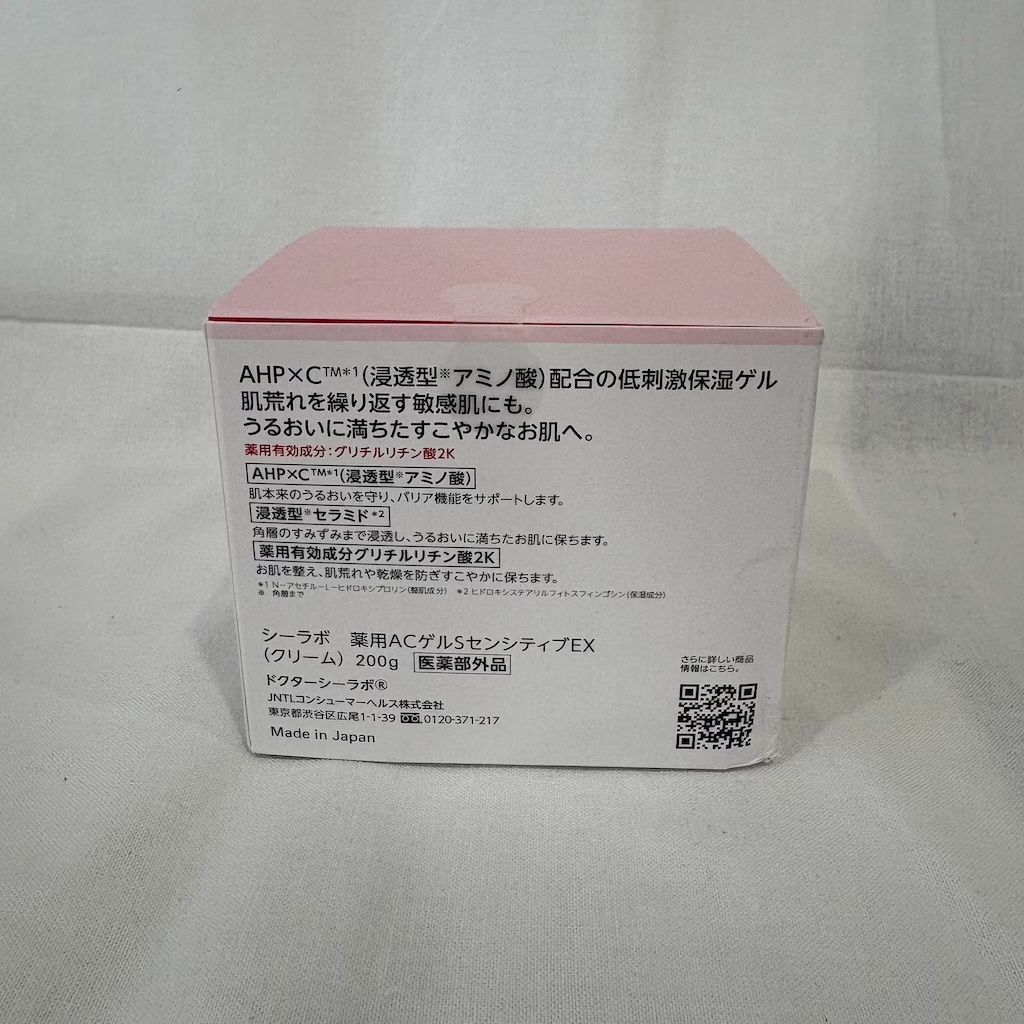 AHP×C™*1(浸透型※アミノ酸)配合の低刺激保湿ゲル
肌荒れを繰り返す敏感肌にも。
うるおいに満ちたすこやかなお肌へ。
薬用有効成分:グリチルリチン酸2K
AHP×C™*1(浸透型※アミノ酸)
肌本来のうるおいを守り、バリア機能をサポートします。
浸透型※セラミド*2
角層のすみずみまで浸透し、うるおいに満ちたお肌に保ちます。
薬用有効成分グリチルリチン酸2K
お肌を整え、肌荒れや乾燥を防ぎすこやかに保ちます。
*1 N-アセチル-L-ヒドロキシプロリン(整肌成分) *2 ヒドロキシステアリルフィトスフィンゴシン(保湿成分)
※ 角層まで
シーラボ 薬用ACゲルSセンシティブEX
(クリーム) 200g 医薬部外品
ドクターシーラボ®
JNTLコンシューマーヘルス株式会社
東京都渋谷区広尾1-1-39 0120-371-217
Made in Japan
さらに詳しい商品
情報はこちら。